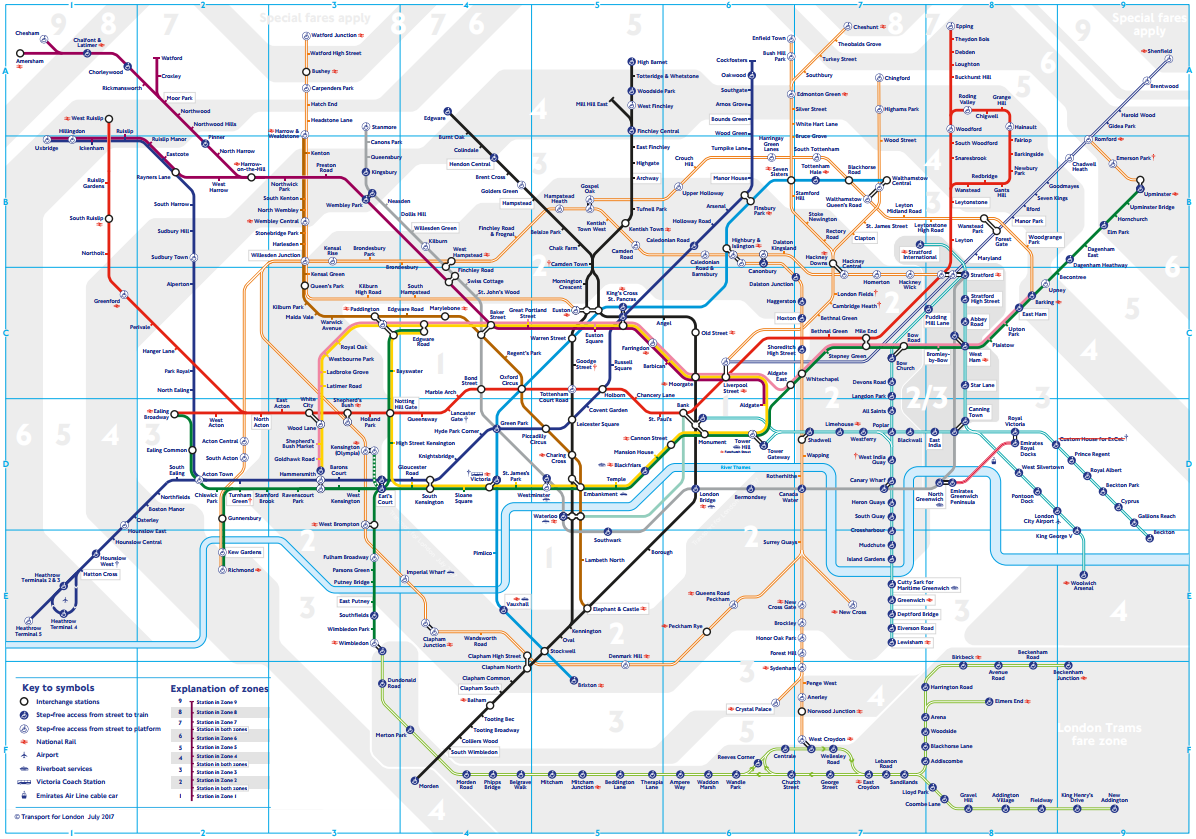 1
2
3
4
5
6
7
8
Special fares apply
Special fares
apply
Chesham
Chalfont &
Latimer
Amersham
Chorleywood
Rickmansworth
Watford
Croxley
Moor Park
Northwood
Northwood Hills
Pinner
North Harrow
Harrow-
on-the-Hill
West Ruislip
Hillingdon
Uxbridge
Ickenham
Ruislip
Ruislip Manor
Eastcote
Rayners Lane
West
Harrow
Northwick
Park
Preston
Road
Wembley Park
Ruislip
Gardens
South Ruislip
Northolt
Greenford
Perivale
Hanger Lane
South Harrow
Sudbury Hill
Sudbury Town
Alperton
Park Royal
North Ealing
Watford Junction
Watford High Street
Bushey
Carpenders Park
Hatch End
Headstone Lane
Harrow &
Wealdstone
Kenton
South Kenton
North Wembley
Wembley Central
Stonebridge Park
Harlesden
Willesden Junction
Kensal Green
Queen's Park
Kilburn Park
Maida Vale
Warwick
Avenue
Stanmore
Canons Park
Queensbury
Kingsbury
Neasden
Dollis Hill
Willesden Green
Kilburn
West
Hampstead
Finchley Road
Swiss Cottage
St. John's Wood
Kensal
Rise
Brondesbury
Park
Brondesbury
Kilburn
High Road
South
Hampstead
Finchley Road
& Frognal
Edgware
Burnt Oak
Colindale
Hendon Central
Brent Cross
Golders Green
Hampstead
Belsize Park
Chalk Farm
Camden Town
Mornington
Crescent
High Barnet
Totteridge & Whetstone
Woodside Park
West Finchley
Mill Hill East
Finchley Central
East Finchley
Highgate
Archway
Tufnell Park
Kentish Town
Hampstead
Heath
Gospel
Oak
Kentish
Town West
Camden
Road
Caledonian Road
Caledonian
Road &
Barnsbury
Upper Holloway
Crouch
Hill
Cockfosters
Oakwood
Southgate
Arnos Grove
Bounds Green
Wood Green
Turnpike Lane
Manor House
Arsenal
Holloway Road
Finsbury
Park
Harringay
Green
Lanes
Seven
Sisters
South Tottenham
Tottenham
Hale
Blackhorse
Road
Walthamstow
Central
Walthamstow
Queen's Road
Enfield Town
Bush Hill
Park
Southbury
Edmonton Green
Silver Street
White Hart Lane
Bruce Grove
Cheshunt
Theobalds Grove
Turkey Street
Chingford
Highams Park
Wood Street
Stamford
Hill
Stoke
Newington
Rectory
Road
St. James Street
Clapton
Leyton
Midland Road
Leytonstone
High Road
Wanstead
Park
Woodgrange
Park
Highbury &
Islington
Canonbury
Dalston
Kingsland
Dalston Junction
Haggerston
Hoxton
Shoreditch
High Street
Hackney
Downs
Hackney
Central
Homerton
Hackney
Wick
London Fields
Cambridge Heath
Bethnal Green
Epping
Theydon Bois
Debden
Loughton
Buckhurst Hill
Roding
Valley
Chigwell
Grange
Hill
Hainault
Fairlop
Barkingside
Newbury
Park
Gants
Hill
Redbridge
Wanstead
Woodford
South Woodford
Snaresbrook
Leytonstone
Leyton
Stratford
International
Stratford
Stratford
High Street
Abbey
Road
West
Ham
Pudding
Mill Lane
Bow
Road
Bow
Church
Bromley-
by-Bow
Mile End
Bethnal Green
Stepney Green
Whitechapel
Plaistow
Upton
Park
East Ham
Barking
Upney
Becontree
Dagenham Heathway
Dagenham
East
Elm Park
Hornchurch
Upminster Bridge
Upminster
Emerson Park
Shenfield
Brentwood
Harold Wood
Gidea Park
Romford
Chadwell
Heath
Goodmayes
Seven Kings
Ilford
Manor Park
Forest
Gate
Maryland
Paddington
Edgware Road
Marylebone
Edgware
Road
Baker
Street
Great Portland
Street
Euston
King's Cross
St. Pancras
Euston
Square
Warren Street
Regent's Park
Goodge
Street
Russell
Square
Farringdon
Barbican
Moorgate
Angel
Old Street
Liverpool
Street
Aldgate
East
Aldgate
Royal Oak
Westbourne Park
Ladbroke Grove
Latimer Road
Bayswater
Notting
Hill Gate
High Street Kensington
Ealing
Broadway
West
Acton
North
Acton
East
Acton
White
City
Shepherd's
Bush
Holland
Park
Lancaster
Gate
Marble Arch
Bond
Street
Oxford
Circus
Tottenham
Court Road
Holborn
Chancery Lane
St. Paul's
Bank
Covent Garden
Leicester Square
Piccadilly
Circus
Green Park
Hyde Park Corner
Knightsbridge
Charing
Cross
Wood Lane
Shepherd's
Bush Market
Goldhawk Road
Hammersmith
Kensington
(Olympia)
Barons
Court
West
Kensington
Earl's
Court
Gloucester
Road
South
Kensington
Sloane
Square
Victoria
St. James's
Park
Westminster
Embankment
Temple
Blackfriars
Mansion House
Cannon Street
Monument
Tower
Hill
Tower
Gateway
Ealing Common
South
Ealing
Acton Town
Acton Central
South Acton
Northfields
Boston Manor
Osterley
Hounslow East
Hounslow Central
Hounslow
West
Hatton Cross
Heathrow
Terminals 2 & 3
Heathrow
Terminal 4
Heathrow
Terminal 5
Chiswick
Park
Turnham
Green
Stamford
Brook
Ravenscourt
Park
Gunnersbury
Kew Gardens
Richmond
West Brompton
Fulham Broadway
Parsons Green
Putney Bridge
East Putney
Southfields
Wimbledon Park
Wimbledon
Dundonald
Road
Merton Park
Imperial Wharf
Clapham
Junction
Wandsworth
Road
Clapham High Street
Clapham North
Clapham Common
Clapham South
Balham
Tooting Bec
Tooting Broadway
Colliers Wood
South Wimbledon
Morden
Pimlico
Vauxhall
Stockwell
Brixton
Oval
Kennington
Waterloo
Southwark
Lambeth North
Elephant & Castle
Borough
London
Bridge
River Thames
Bermondsey
Canada
Water
Rotherhithe
Wapping
Shadwell
Surrey Quays
Queens Road
Peckham
Peckham Rye
Denmark Hill
New
Cross Gate
New Cross
Brockley
Honor Oak Park
Forest Hill
Sydenham
Crystal Palace
Penge West
Anerley
Norwood Junction
West Croydon
Devons Road
Langdon Park
All Saints
Poplar
Limehouse
Westferry
Blackwall
East
India
Canning
Town
Star Lane
West India
Quay
Canary Wharf
Heron Quays
South Quay
Crossharbour
Mudchute
Island Gardens
Cutty Sark for
Maritime Greenwich
Greenwich
Deptford Bridge
Elverson Road
Lewisham
North
Greenwich
Emirates
Greenwich
Peninsula
Emirates
Royal
Docks
Royal
Victoria
Custom House for ExCeL
Prince Regent
Royal Albert
Beckton Park
Cyprus
Gallions Reach
Beckton
West Silvertown
Pontoon
Dock
London
City Airport
King George V
Woolwich
Arsenal
Birkbeck
Avenue
Road
Beckenham
Road
Beckenham
Junction
Harrington Road
Elmers End
Arena
Woodside
Blackhorse Lane
Addiscombe
London Trams
fare zone
Reeves Corner
Centrale
Wellesley
Road
Lebanon
Road
Morden
Road
Phipps
Bridge
Belgrave
Walk
Mitcham
Mitcham
Junction
Beddington
Lane
Therapia
Lane
Ampere
Way
Waddon
Marsh
Wandle
Park
Church
Street
George
Street
East
Croydon
Sandilands
Lloyd Park
Coombe Lane
Gravel
Hill
Addington
Village
Fieldway
King Henry's
Drive
New
Addington
Key to symbols
Interchange stations
Step-free access from street to train
Step-free access from street to platform
National Rail
Airport
Riverboat services
Victoria Coach Station
Emirates Air Line cable car
Explanation of zones
9 Station in Zone 9
8 Station in Zone 8
7 Station in Zone 7
Station in both zones
6 Station in Zone 6
5 Station in Zone 5
Station in both zones
4 Station in Zone 4
3 Station in Zone 3
2 Station in Zone 2
Station in both zones
1 Station in Zone 1
© Transport for London July 2017